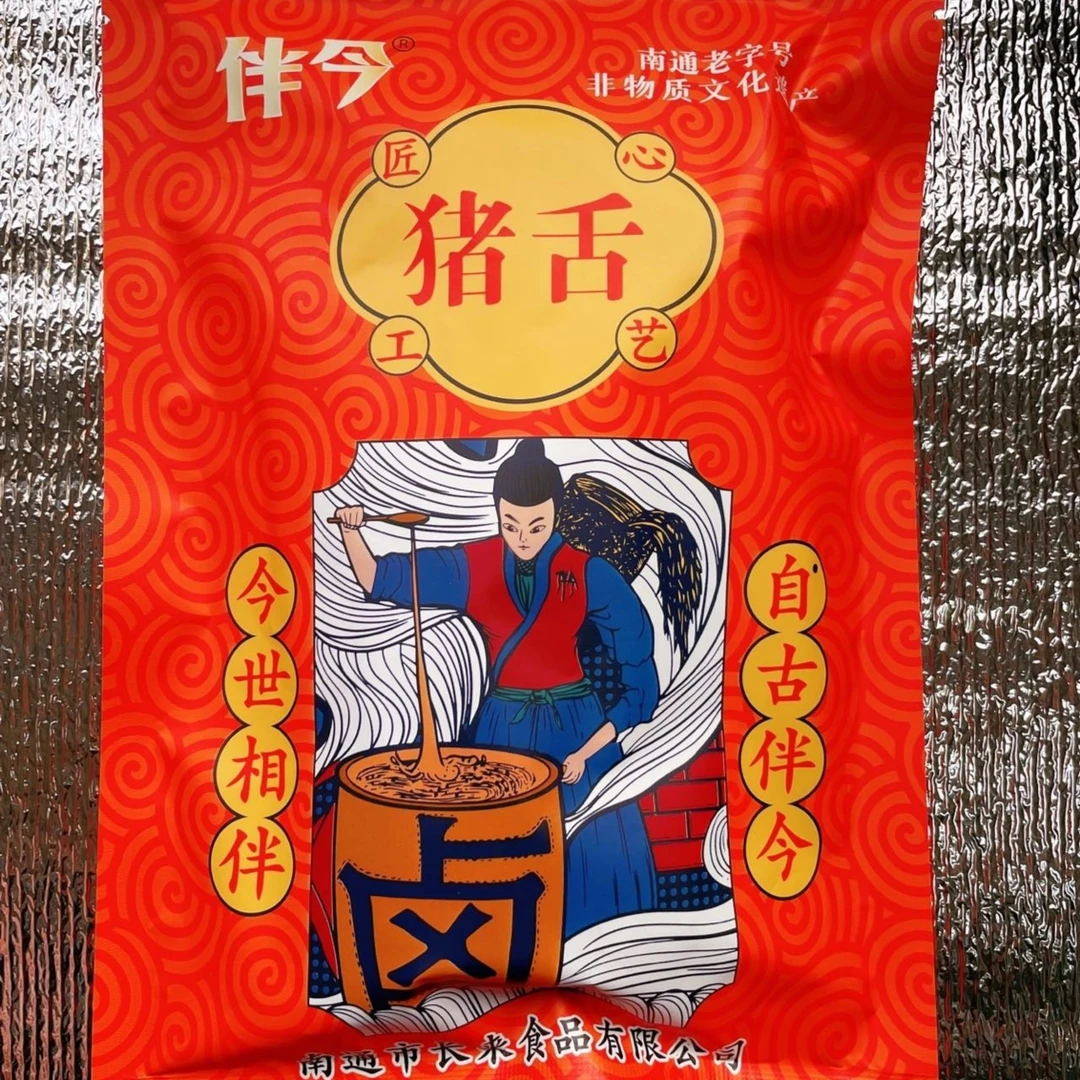 伴今®
南通老字号
非物质文化遗产
匠心
猪舌
工艺
自古伴今
今世相伴
卤
南通市长来食品有限公司